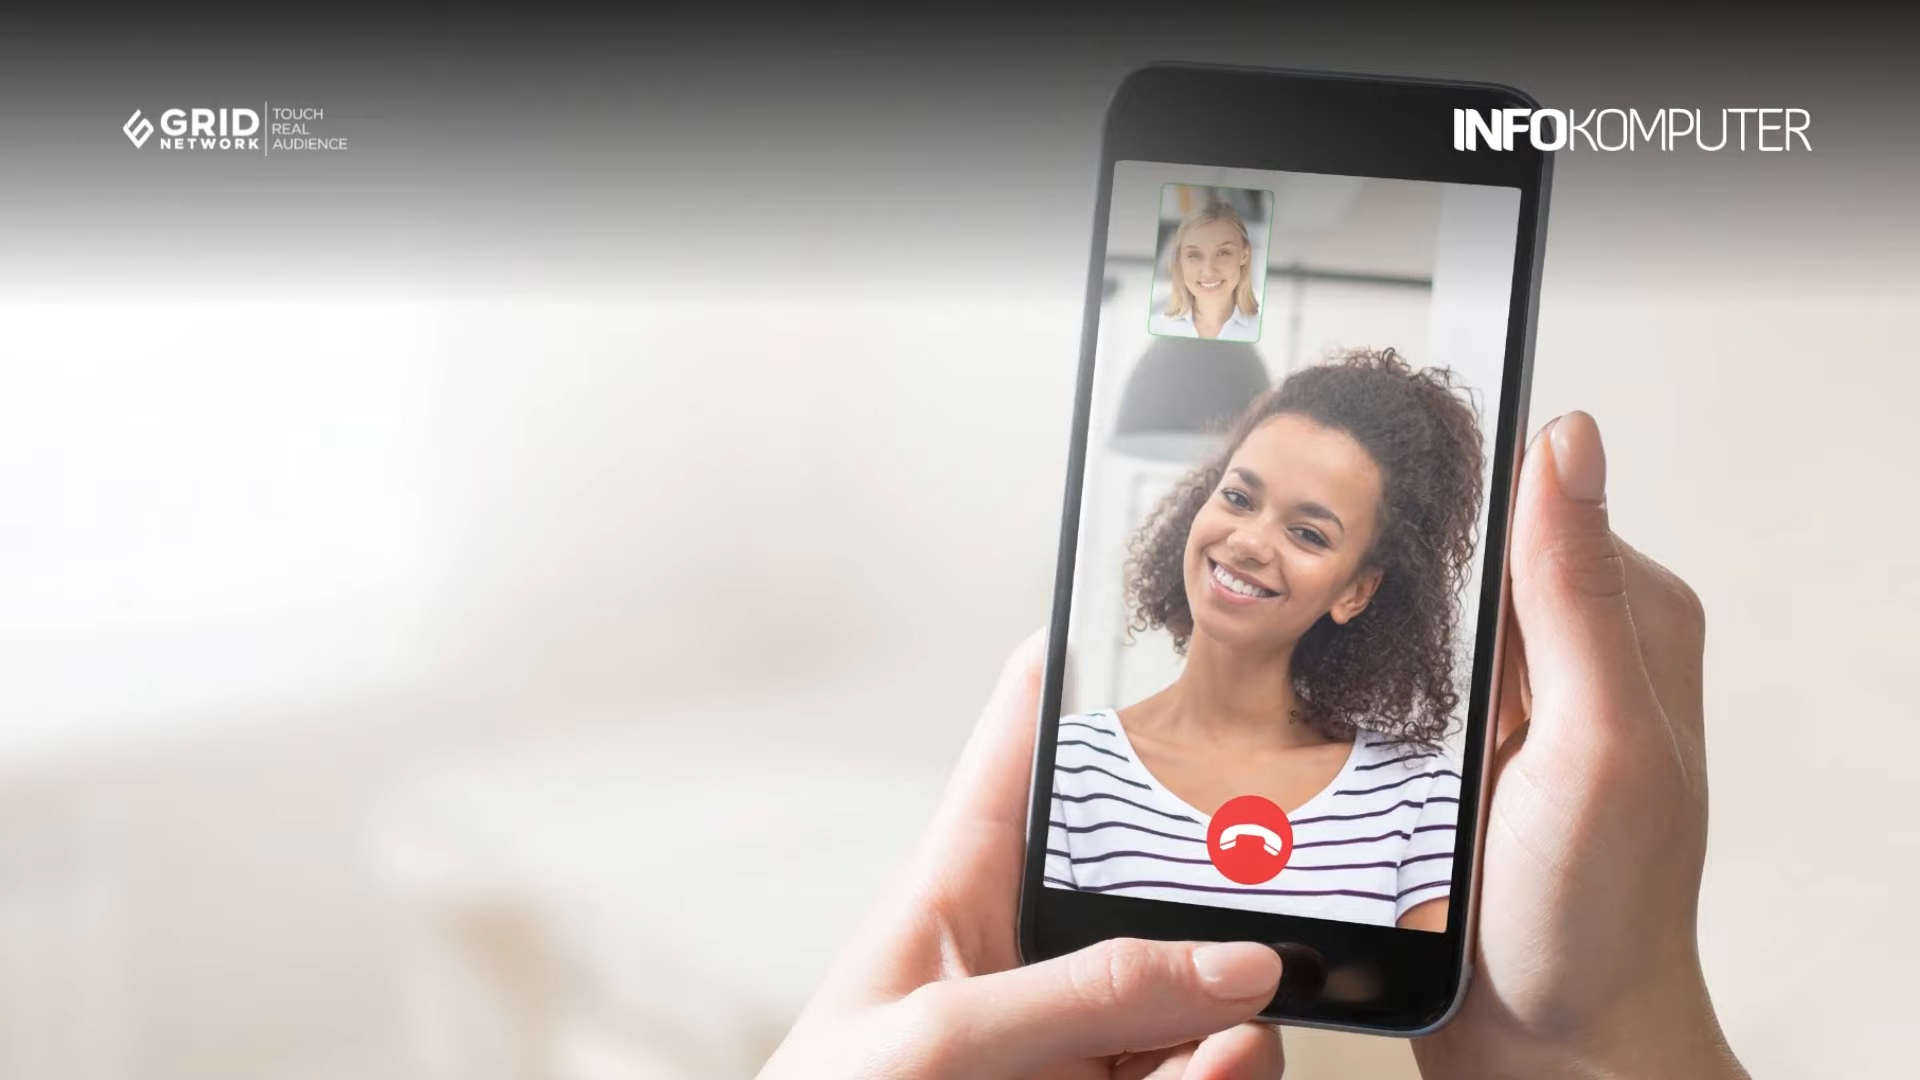 GRID
NETWORK
TOUCH
REAL
AUDIENCE
INFOKOMPUTER